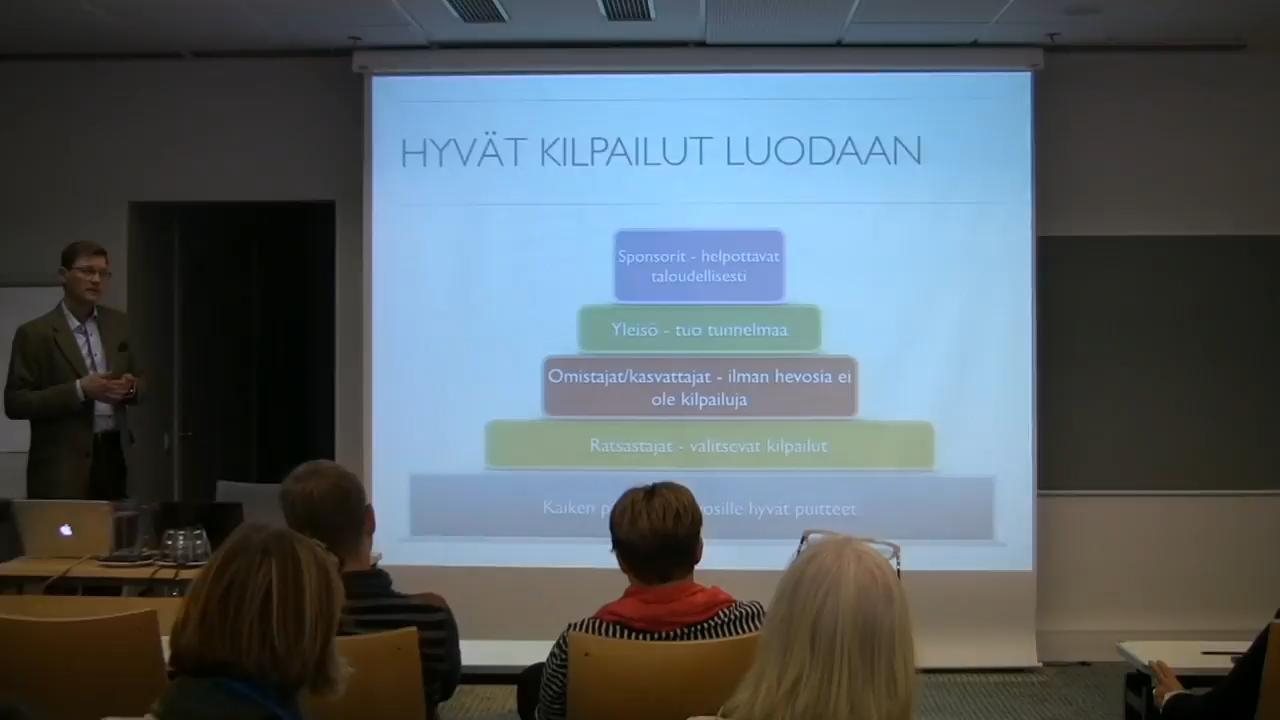 HYVÄT KILPAILUT LUODAAN
Sponsorit - helpottavat
taloudellisesti
Yleisö - tuo tunnelmaa
Omistajat/kasvattajat - ilman hevosia ei
ole kilpailuja
Ratsastajat - valitsevat kilpailut
Kaiken hyvät puitteet